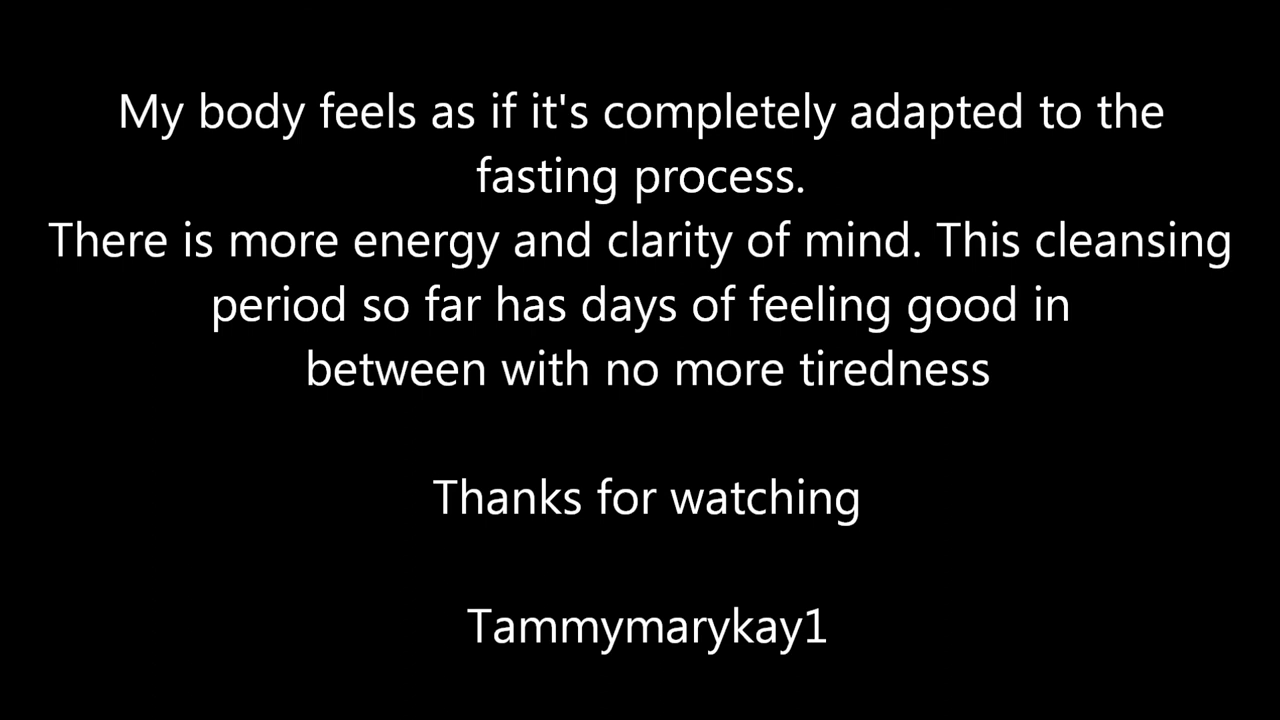 My body feels as if it's completely adapted to the
fasting process.
There is more energy and clarity of mind. This cleansing
period so far has days of feeling good in
between with no more tiredness
Thanks for watching
Tammymarykay1